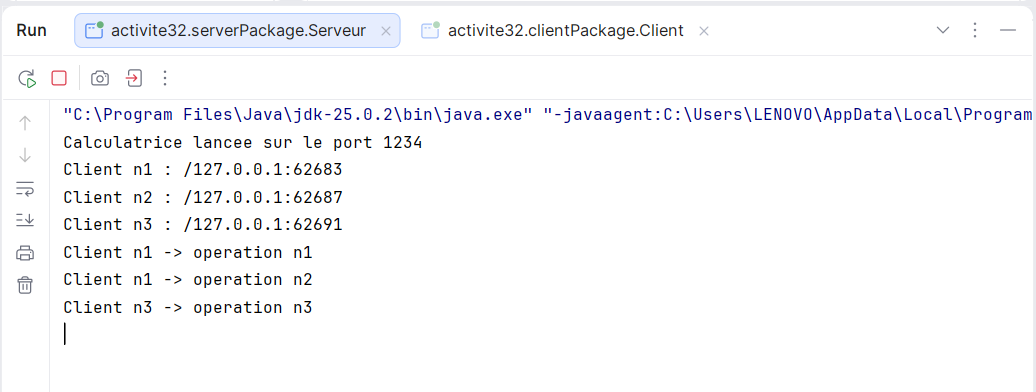 Run activite32.serverPackage.Serveur activite32.clientPackage.Client
"C:\Program Files\Java\jdk-25.0.2\bin\java.exe" "-javaagent:C:\Users\LENOVO\AppData\Local\Program
Calculatrice lancee sur le port 1234
Client n1 : /127.0.0.1:62683
Client n2 : /127.0.0.1:62687
Client n3 : /127.0.0.1:62691
Client n1 -> operation n1
Client n1 -> operation n2
Client n3 -> operation n3